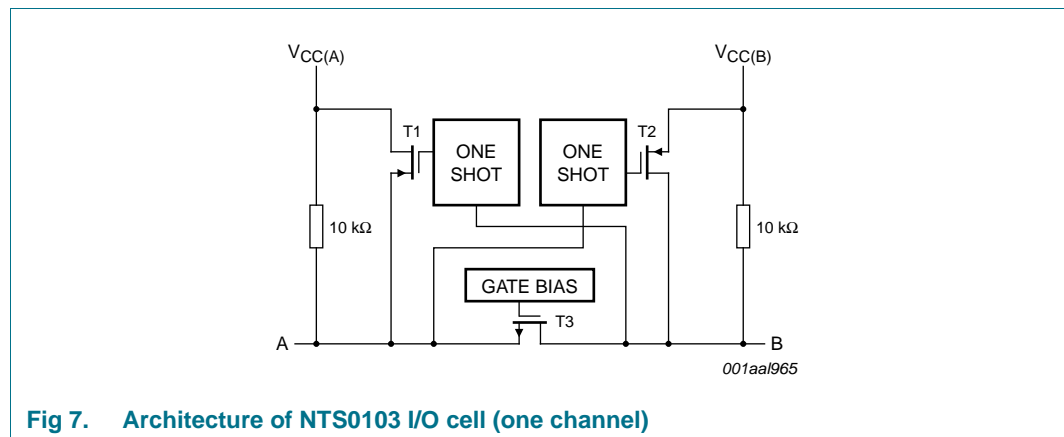 VCC(A)
VCC(B)
T1
T2
ONE
SHOT
ONE
SHOT
10 kΩ
10 kΩ
GATE BIAS
T3
A
B
001aal965
Fig 7. Architecture of NTS0103 I/O cell (one channel)